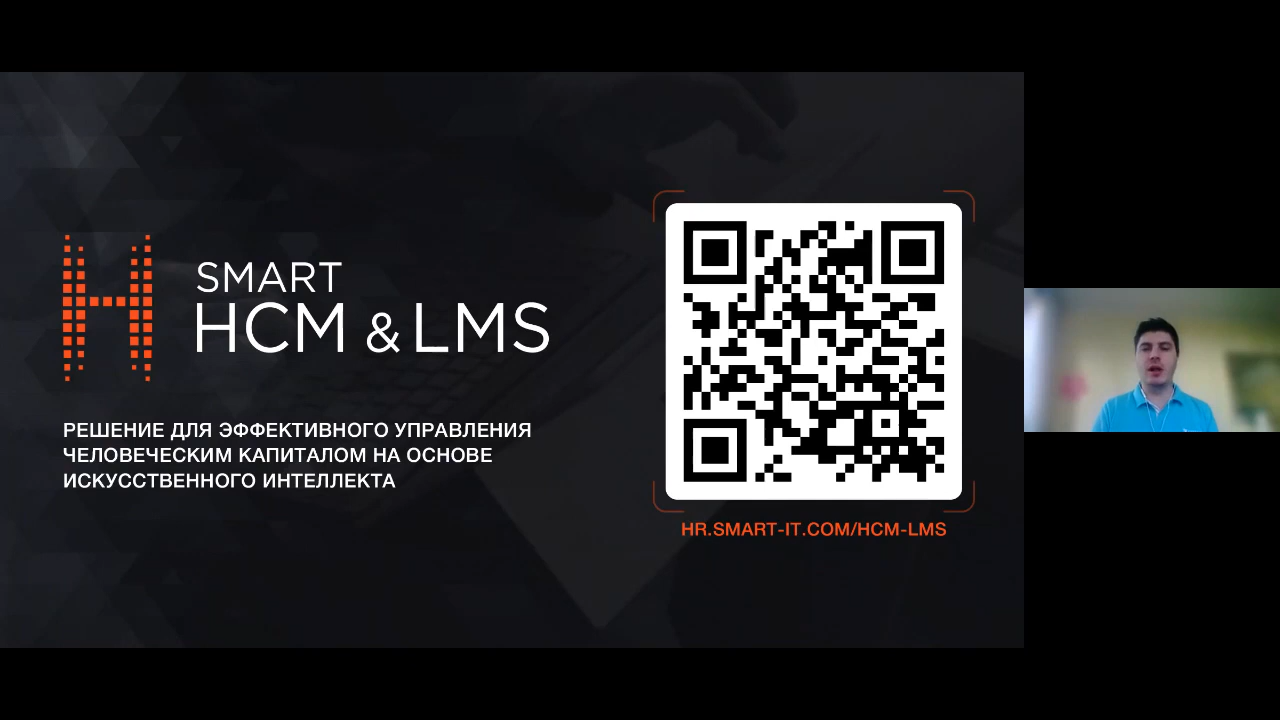 SMART
HCM & LMS
РЕШЕНИЕ ДЛЯ ЭФФЕКТИВНОГО УПРАВЛЕНИЯ
ЧЕЛОВЕЧЕСКИМ КАПИТАЛОМ НА ОСНОВЕ
ИСКУССТВЕННОГО ИНТЕЛЛЕКТА
HR.SMART-IT.COM/HCM-LMS